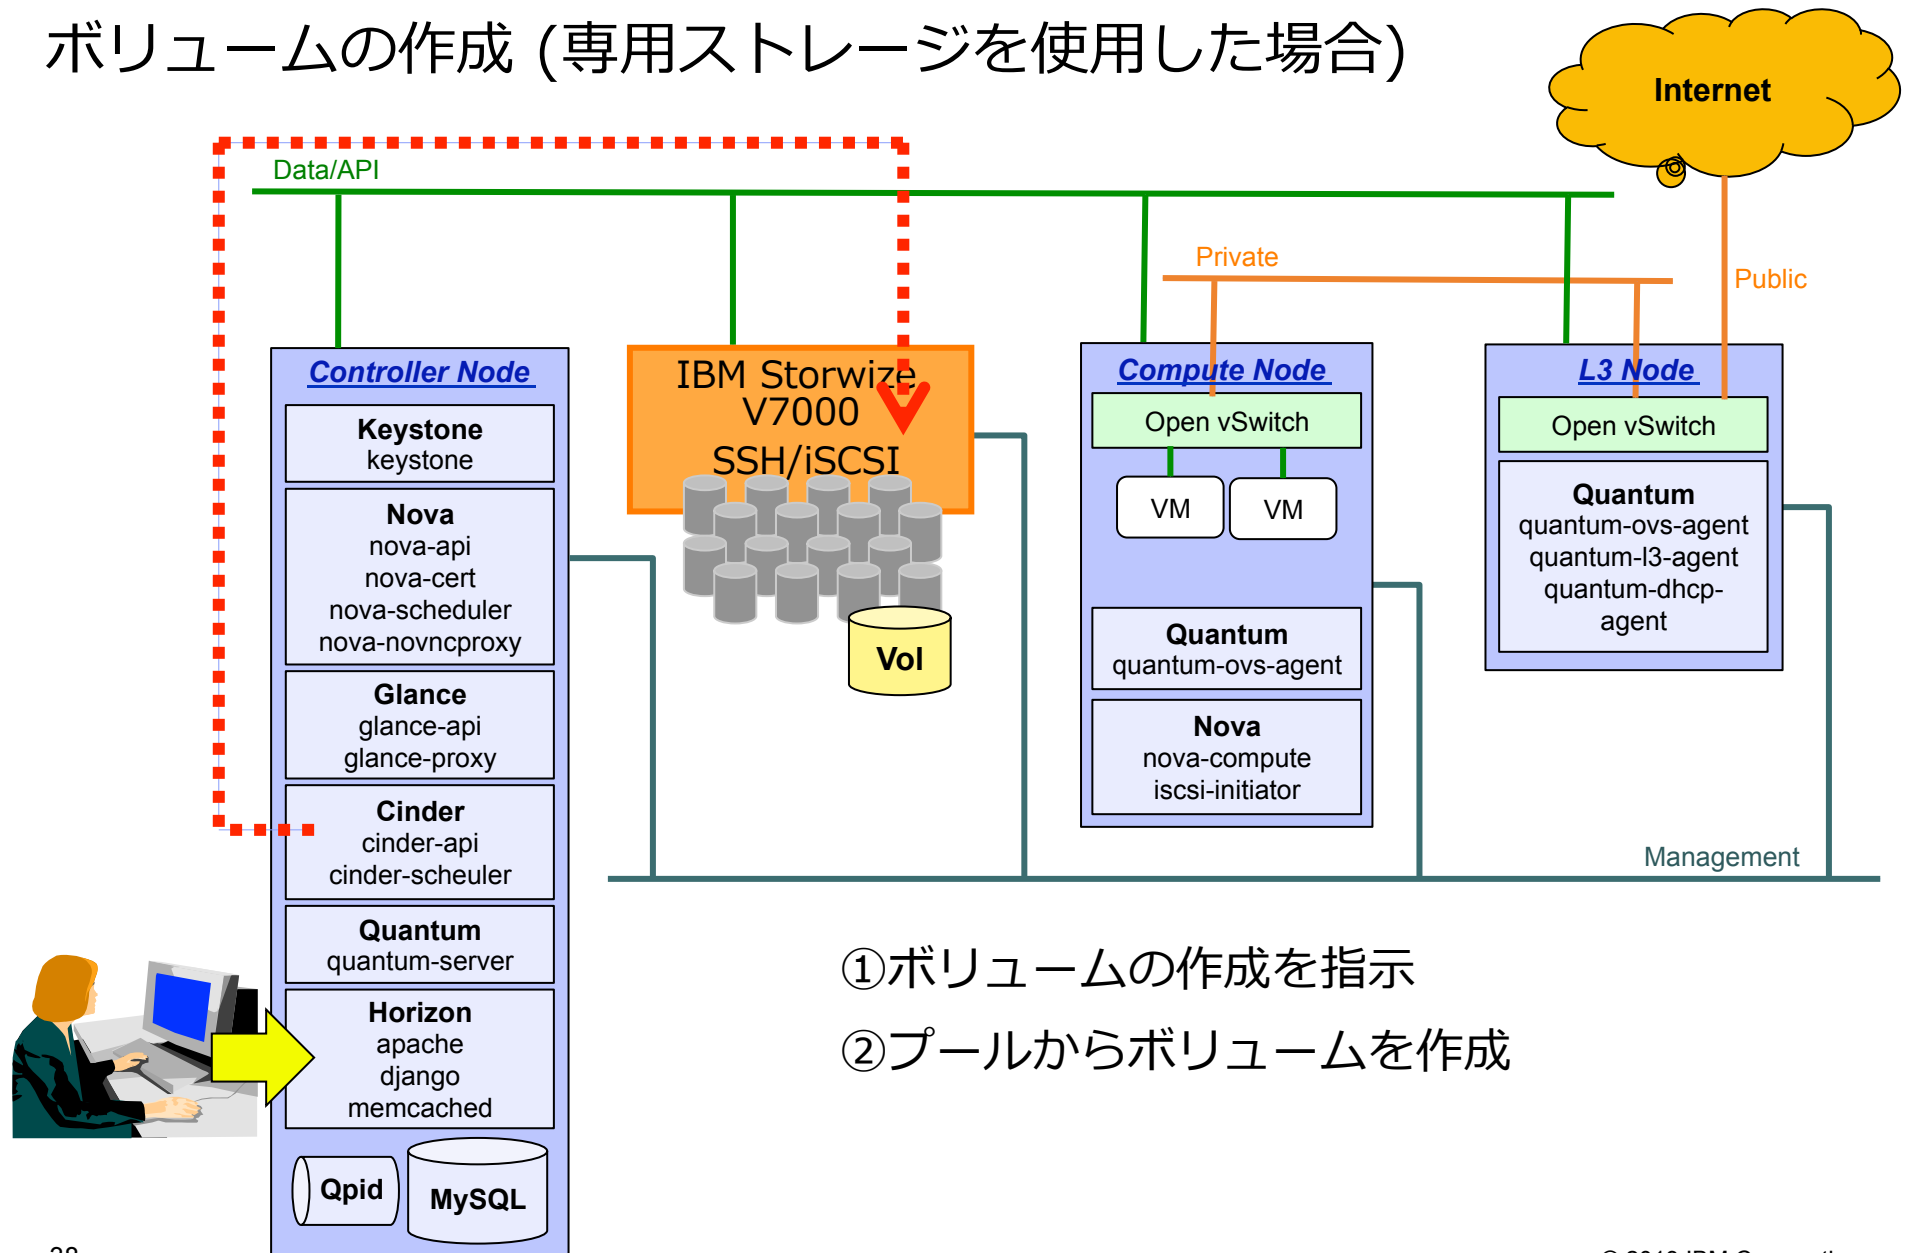 ボリュームの作成 (専用ストレージを使用した場合)
Internet
Data/API
Private
Public
Controller Node
Keystone
keystone
Nova
nova-api
nova-cert
nova-scheduler
nova-novncproxy
Glance
glance-api
glance-proxy
Cinder
cinder-api
cinder-scheuler
Quantum
quantum-server
Horizon
apache
django
memcached
Qpid
MySQL
IBM Storwize
V7000
SSH/iSCSI
Vol
Compute Node
Open vSwitch
VM
VM
Quantum
quantum-ovs-agent
Nova
nova-compute
iscsi-initiator
L3 Node
Open vSwitch
Quantum
quantum-ovs-agent
quantum-l3-agent
quantum-dhcp-
agent
Management
①ボリュームの作成を指示
②プールからボリュームを作成